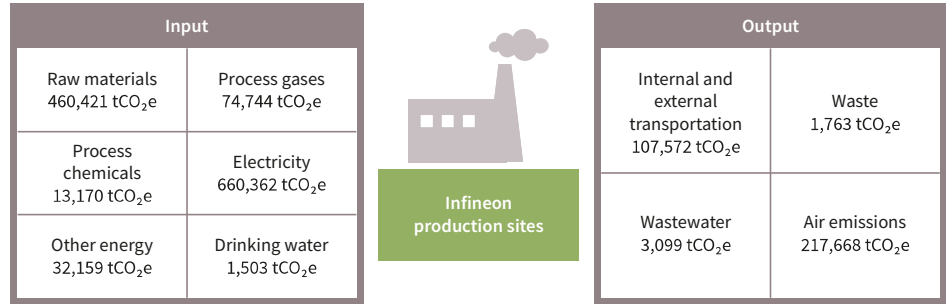 Input
Raw materials
460,421 tCO₂e
Process gases
74,744 tCO₂e
Process
chemicals
13,170 tCO₂e
Electricity
660,362 tCO₂e
Other energy
32,159 tCO₂e
Drinking water
1,503 tCO₂e
Infineon
production sites
Output
Internal and
external
transportation
107,572 tCO₂e
Waste
1,763 tCO₂e
Wastewater
3,099 tCO₂e
Air emissions
217,668 tCO₂e